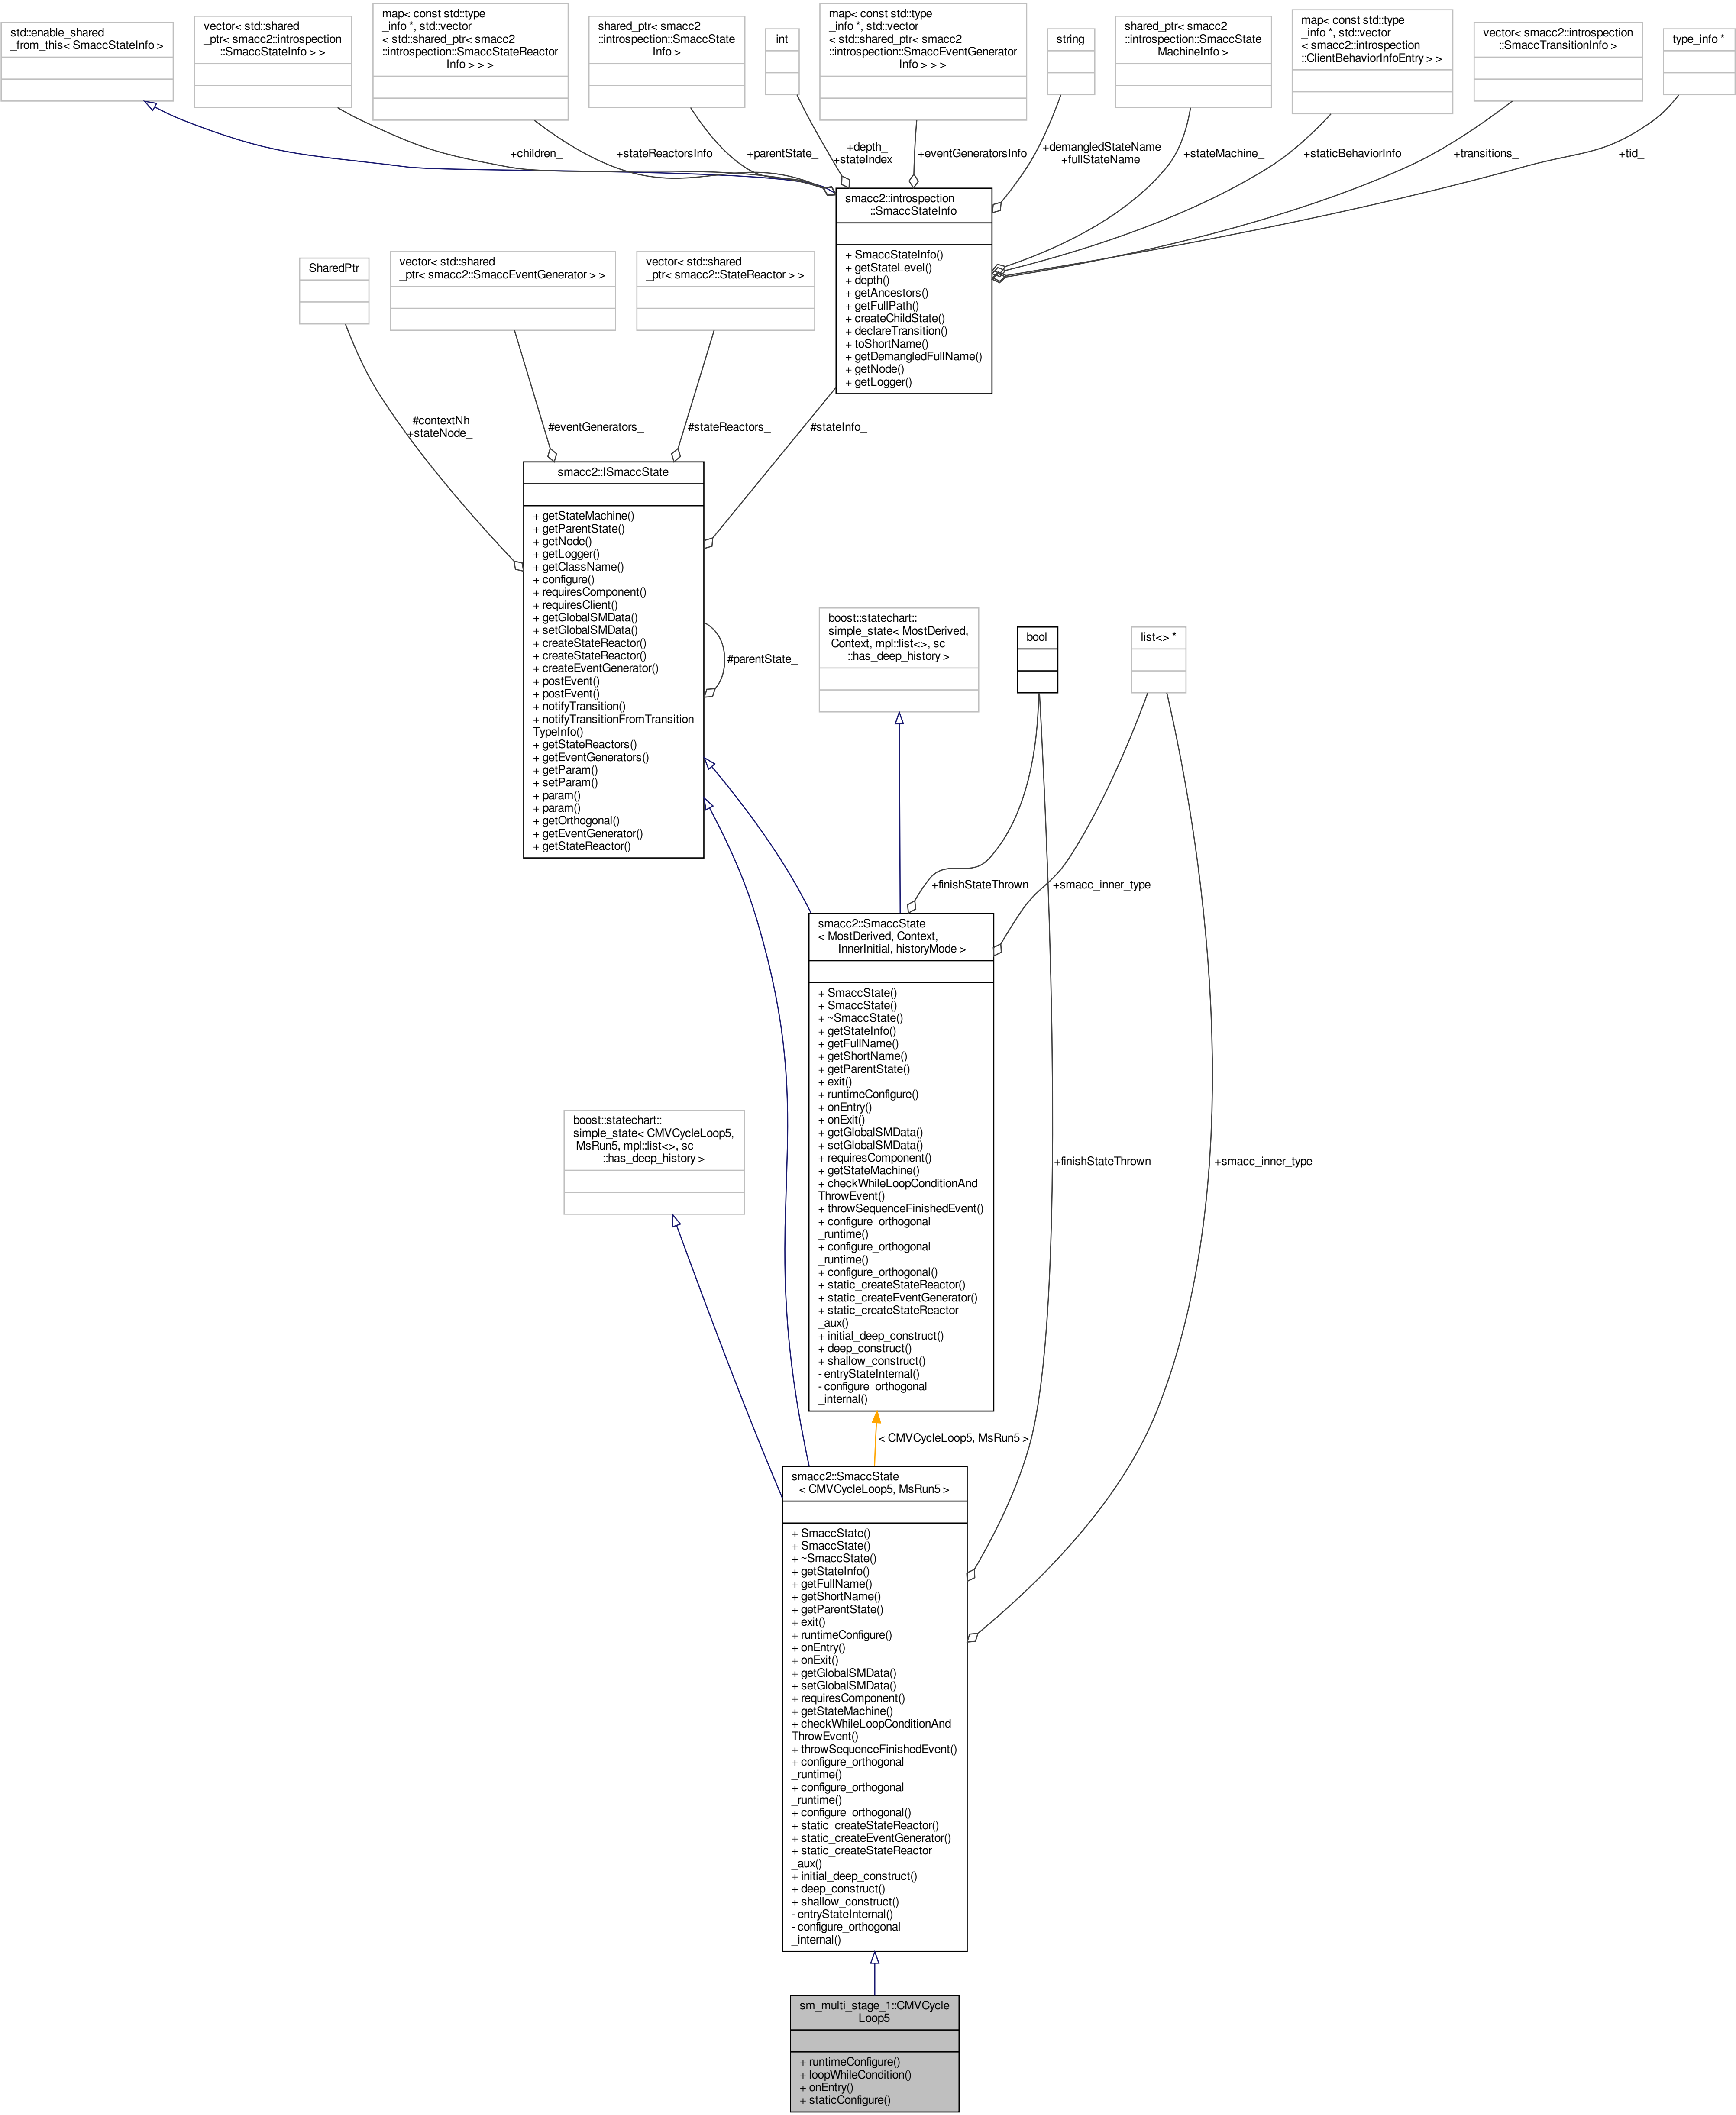 std::enable_shared
_from_this< SmaccStateInfo >
vector< std::shared
_ptr< smacc2::introspection
::SmaccStateInfo > >
map< const std::type
_info *, std::vector
< std::shared_ptr< smacc2
::introspection::SmaccStateReactor
Info > > >
shared_ptr< smacc2
::introspection::SmaccState
Info >
int
map< const std::type
_info *, std::vector
< std::shared_ptr< smacc2
::introspection::SmaccEventGenerator
Info > > >
string
shared_ptr< smacc2
::introspection::SmaccState
MachineInfo >
map< const std::type
_info *, std::vector
< smacc2::introspection
::ClientBehaviorInfoEntry > >
vector< smacc2::introspection
::SmaccTransitionInfo >
type_info *
+children_
+stateReactorsInfo
+parentState_
+depth_
+stateIndex_
+eventGeneratorsInfo
+demangledStateName
+fullStateName
+stateMachine_
+staticBehaviorInfo
+transitions_
+tid_
smacc2::introspection
::SmaccStateInfo
+ SmaccStateInfo()
+ getStateLevel()
+ depth()
+ getAncestors()
+ getFullPath()
+ createChildState()
+ declareTransition()
+ toShortName()
+ getDemangledFullName()
+ getNode()
+ getLogger()
SharedPtr
vector< std::shared
_ptr< smacc2::SmaccEventGenerator > >
vector< std::shared
_ptr< smacc2::StateReactor > >
#contextNh
+stateNode_
#eventGenerators_
#stateReactors_
#stateInfo_
smacc2::ISmaccState
+ getStateMachine()
+ getParentState()
+ getNode()
+ getLogger()
+ getClassName()
+ configure()
+ requiresComponent()
+ requiresClient()
+ getGlobalSMData()
+ setGlobalSMData()
+ createStateReactor()
+ createStateReactor()
+ createEventGenerator()
+ postEvent()
+ postEvent()
+ notifyTransition()
+ notifyTransitionFromTransition
TypeInfo()
+ getStateReactors()
+ getEventGenerators()
+ getParam()
+ setParam()
+ param()
+ param()
+ getOrthogonal()
+ getEventGenerator()
+ getStateReactor()
#parentState_
boost::statechart::
simple_state< MostDerived,
Context, mpl::list<>, sc
::has_deep_history >
bool
list<> *
+finishStateThrown
+smacc_inner_type
smacc2::SmaccState
< MostDerived, Context,
InnerInitial, historyMode >
+ SmaccState()
+ SmaccState()
+ ~SmaccState()
+ getStateInfo()
+ getFullName()
+ getShortName()
+ getParentState()
+ exit()
+ runtimeConfigure()
+ onEntry()
+ onExit()
+ getGlobalSMData()
+ setGlobalSMData()
+ requiresComponent()
+ getStateMachine()
+ checkWhileLoopConditionAnd
ThrowEvent()
+ throwSequenceFinishedEvent()
+ configure_orthogonal
_runtime()
+ configure_orthogonal
_runtime()
+ configure_orthogonal()
+ static_createStateReactor()
+ static_createEventGenerator()
+ static_createStateReactor
_aux()
+ initial_deep_construct()
+ deep_construct()
+ shallow_construct()
- entryStateInternal()
- configure_orthogonal
_internal()
boost::statechart::
simple_state< CMVCycleLoop5,
MsRun5, mpl::list<>, sc
::has_deep_history >
+finishStateThrown
+smacc_inner_type
< CMVCycleLoop5, MsRun5 >
smacc2::SmaccState
< CMVCycleLoop5, MsRun5 >
+ SmaccState()
+ SmaccState()
+ ~SmaccState()
+ getStateInfo()
+ getFullName()
+ getShortName()
+ getParentState()
+ exit()
+ runtimeConfigure()
+ onEntry()
+ onExit()
+ getGlobalSMData()
+ setGlobalSMData()
+ requiresComponent()
+ getStateMachine()
+ checkWhileLoopConditionAnd
ThrowEvent()
+ throwSequenceFinishedEvent()
+ configure_orthogonal
_runtime()
+ configure_orthogonal
_runtime()
+ configure_orthogonal()
+ static_createStateReactor()
+ static_createEventGenerator()
+ static_createStateReactor
_aux()
+ initial_deep_construct()
+ deep_construct()
+ shallow_construct()
- entryStateInternal()
- configure_orthogonal
_internal()
sm_multi_stage_1::CMVCycle
Loop5
+ runtimeConfigure()
+ loopWhileCondition()
+ onEntry()
+ staticConfigure()